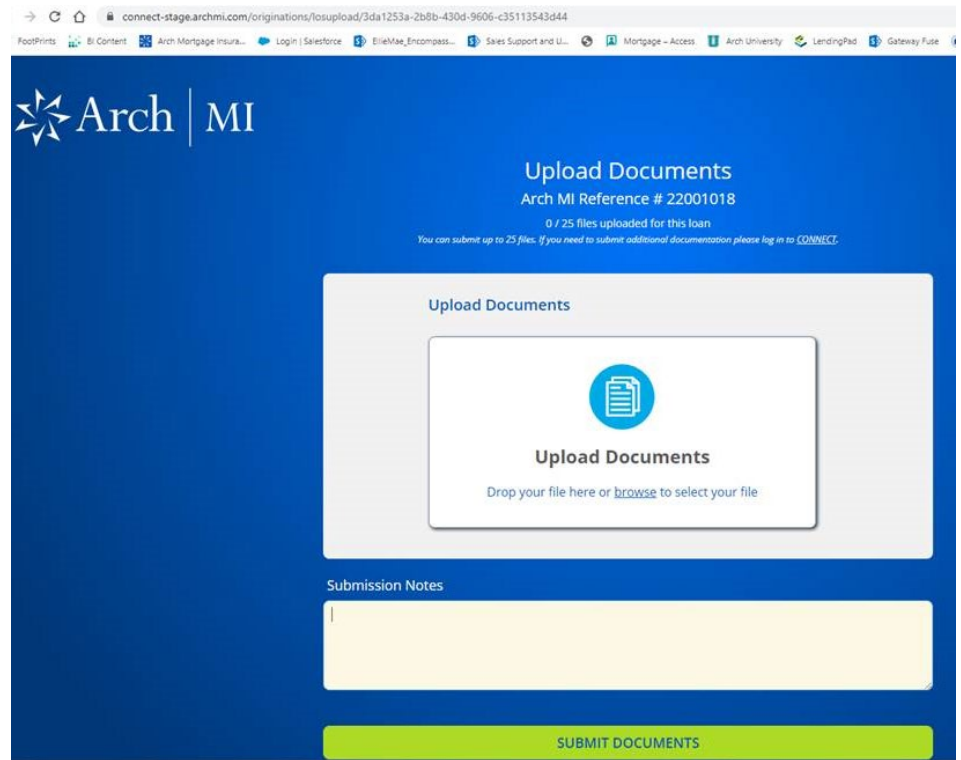 connect-stage.archmi.com/originations/losupload/3da1253a-2b8b-430d-9606-c35113543d44
FootPrints BI Content Arch Mortgage Insura... Login | Salesforce EllieMae_Encompass... Sales Support and U... Mortgage – Access Arch University LendingPad Gateway Fuse
Arch | MI
Upload Documents
Arch MI Reference # 22001018
0 / 25 files uploaded for this loan
You can submit up to 25 files. If you need to submit additional documentation please log in to CONNECT.
Upload Documents
Upload Documents
Drop your file here or browse to select your file
Submission Notes
SUBMIT DOCUMENTS